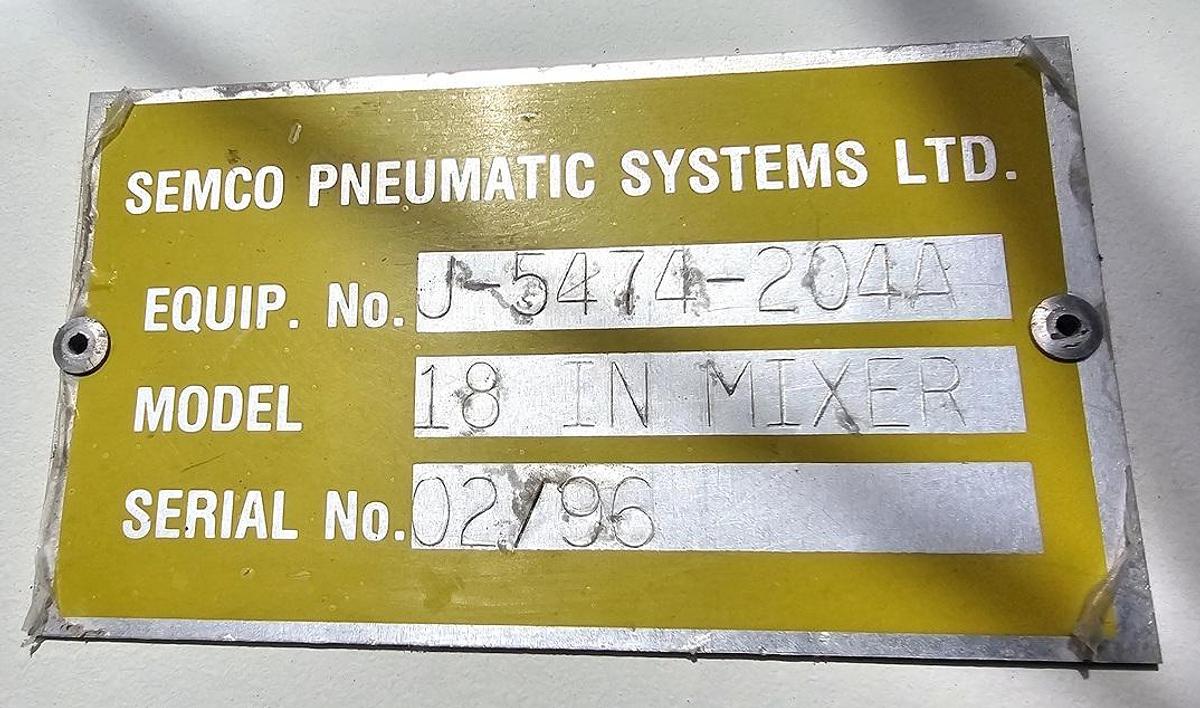 SEMCO PNEUMATIC SYSTEMS LTD.
EQUIP. No. J-5474-204A
MODEL 18 IN MIXER
SERIAL No. 02/96